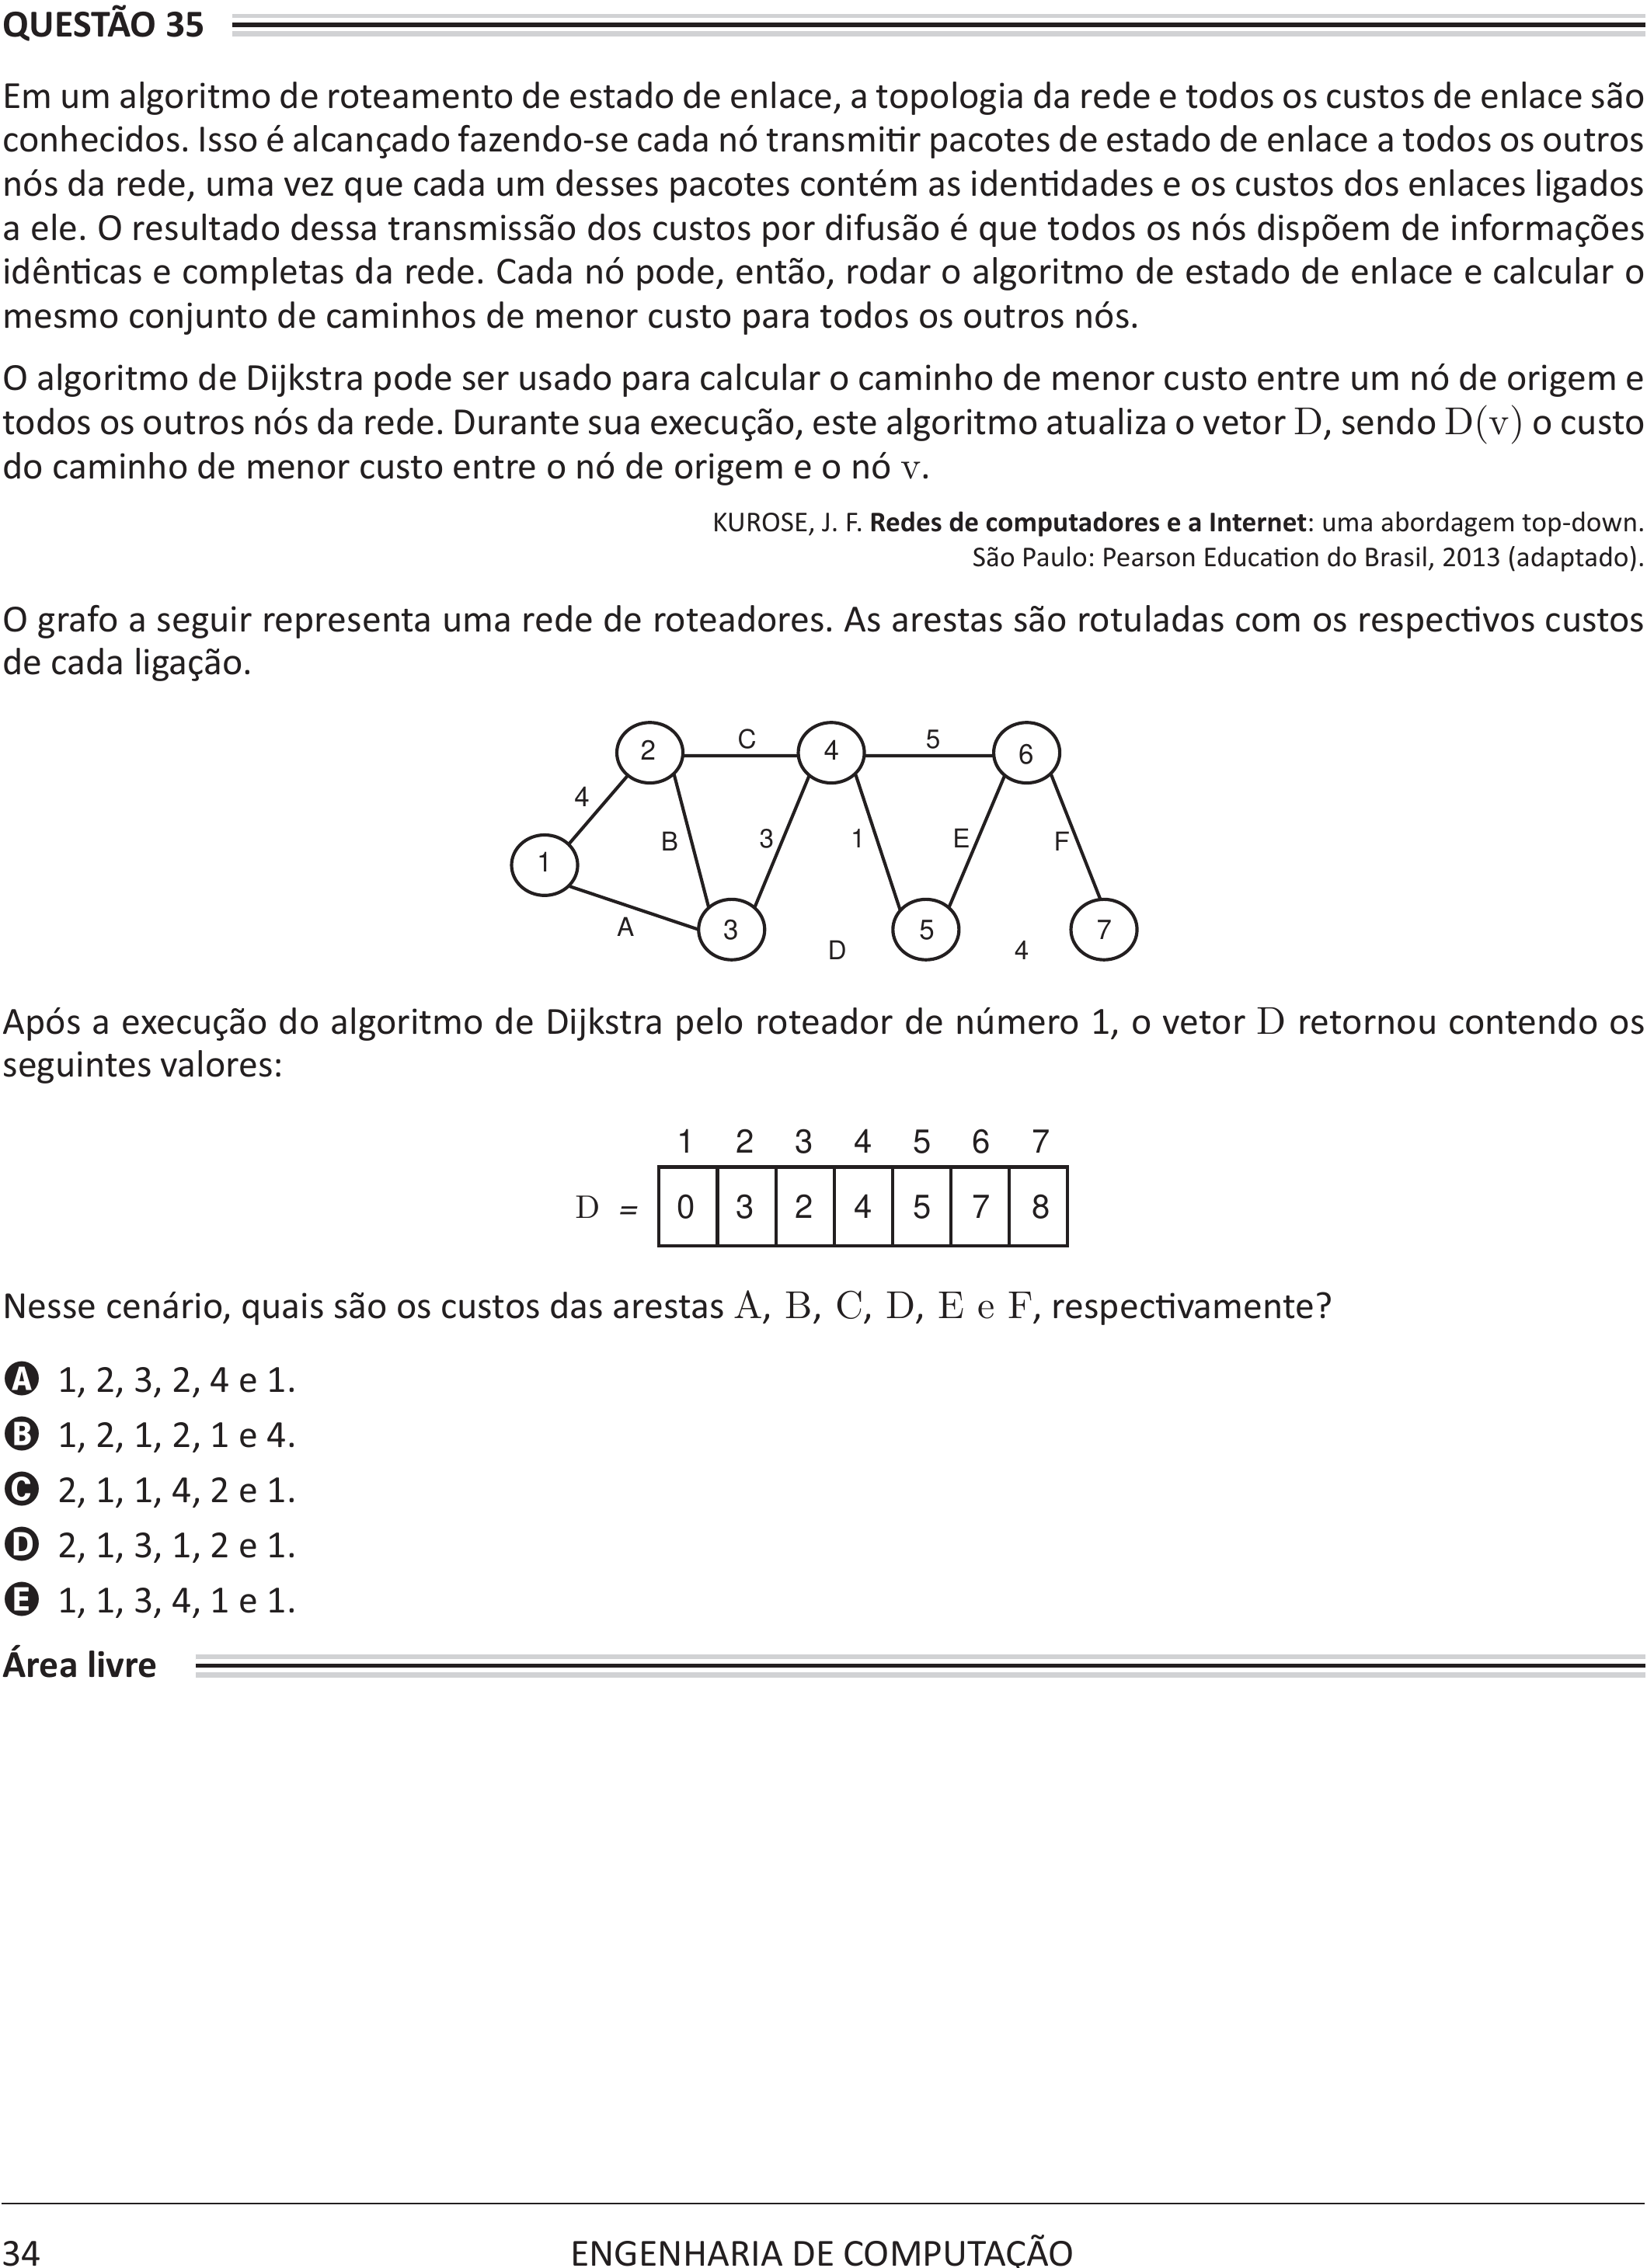 QUESTÃO 35
Em um algoritmo de roteamento de estado de enlace, a topologia da rede e todos os custos de enlace são
conhecidos. Isso é alcançado fazendo-se cada nó transmitir pacotes de estado de enlace a todos os outros
nós da rede, uma vez que cada um desses pacotes contém as identidades e os custos dos enlaces ligados
a ele. O resultado dessa transmissão dos custos por difusão é que todos os nós dispõem de informações
idênticas e completas da rede. Cada nó pode, então, rodar o algoritmo de estado de enlace e calcular o
mesmo conjunto de caminhos de menor custo para todos os outros nós.
O algoritmo de Dijkstra pode ser usado para calcular o caminho de menor custo entre um nó de origem e
todos os outros nós da rede. Durante sua execução, este algoritmo atualiza o vetor D, sendo D(v) o custo
do caminho de menor custo entre o nó de origem e o nó v.
KUROSE, J. F. Redes de computadores e a Internet: uma abordagem top-down.
São Paulo: Pearson Education do Brasil, 2013 (adaptado).
O grafo a seguir representa uma rede de roteadores. As arestas são rotuladas com os respectivos custos
de cada ligação.
2 C 4 5 6
4
B 3 1 E F
1
A 3 D 5 4 7
Após a execução do algoritmo de Dijkstra pelo roteador de número 1, o vetor D retornou contendo os
seguintes valores:
1 2 3 4 5 6 7
D = 0 3 2 4 5 7 8
Nesse cenário, quais são os custos das arestas A, B, C, D, E e F, respectivamente?
A 1, 2, 3, 2, 4 e 1.
B 1, 2, 1, 2, 1 e 4.
C 2, 1, 1, 4, 2 e 1.
D 2, 1, 3, 1, 2 e 1.
E 1, 1, 3, 4, 1 e 1.
Área livre
34 ENGENHARIA DE COMPUTAÇÃO